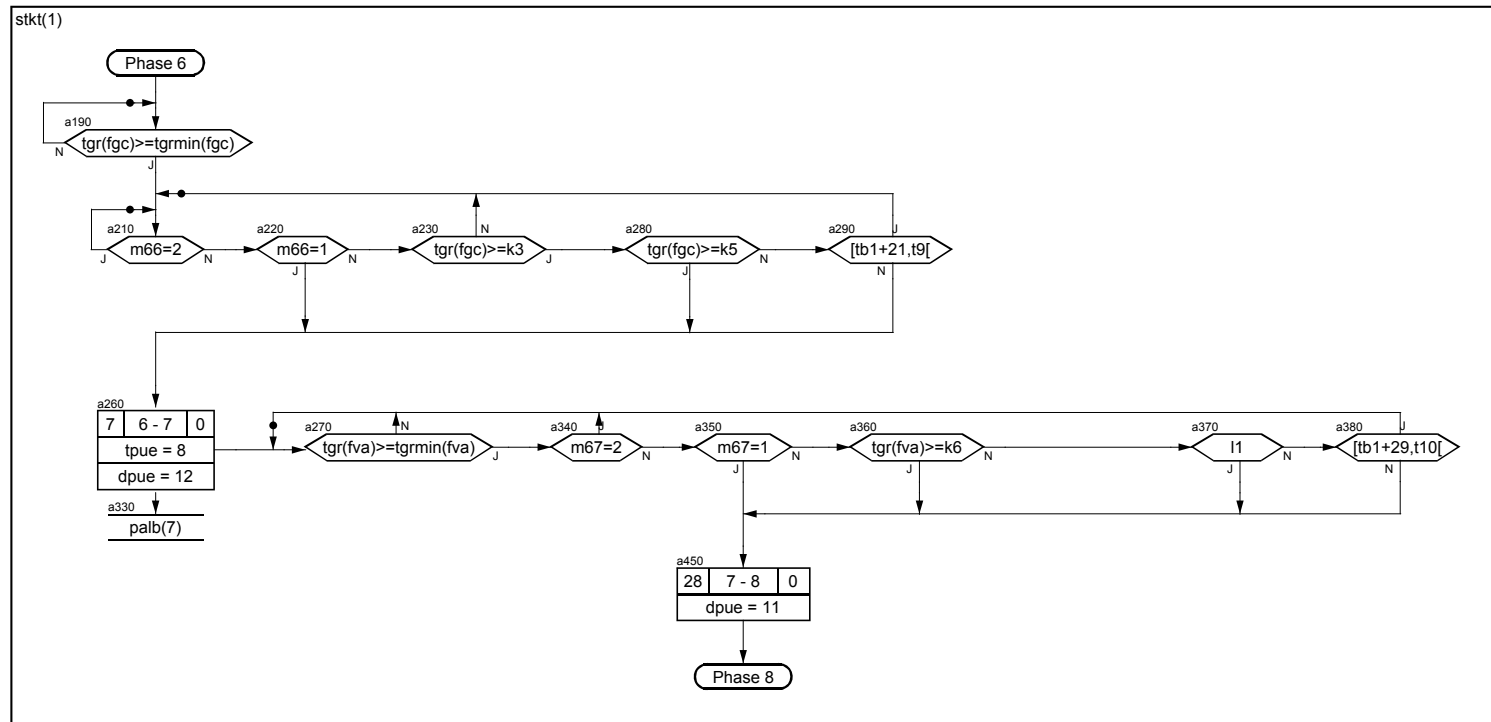 stkt(1)
Phase 6
a190
tgr(fgc)>=tgrmin(fgc)
N
J
a210
m66=2
J
N
a220
m66=1
J
N
a230
N
tgr(fgc)>=k3
J
a280
tgr(fgc)>=k5
J
N
a290
J
[tb1+21,t9[
N
a260
7 6 - 7 0
tpue = 8
dpue = 12
a330
palb(7)
a270
N
tgr(fva)>=tgrmin(fva)
J
a340
J
m67=2
N
a350
m67=1
J
N
a360
tgr(fva)>=k6
J
N
a370
l1
J
N
a380
J
[tb1+29,t10[
N
a450
28 7 - 8 0
dpue = 11
Phase 8